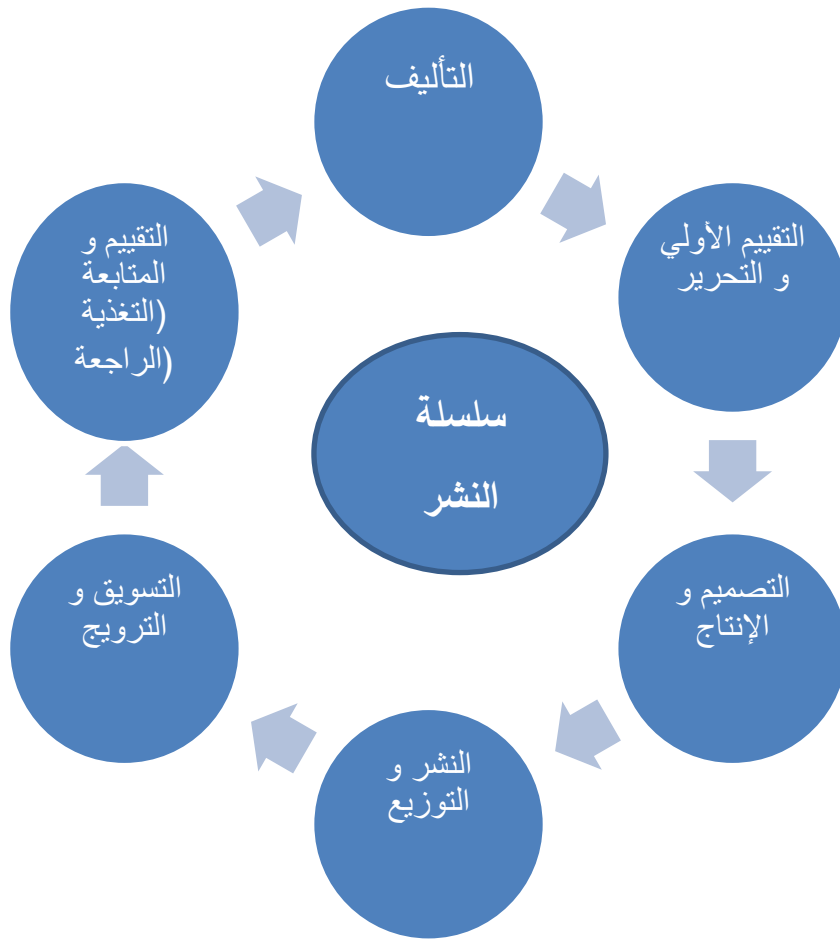 التأليف
التقييم الأولي
و التحرير
التصميم و
الإنتاج
النشر و
التوزيع
التسويق و
الترويج
التقييم و
المتابعة
(التغذية
الراجعة)
سلسلة
النشر